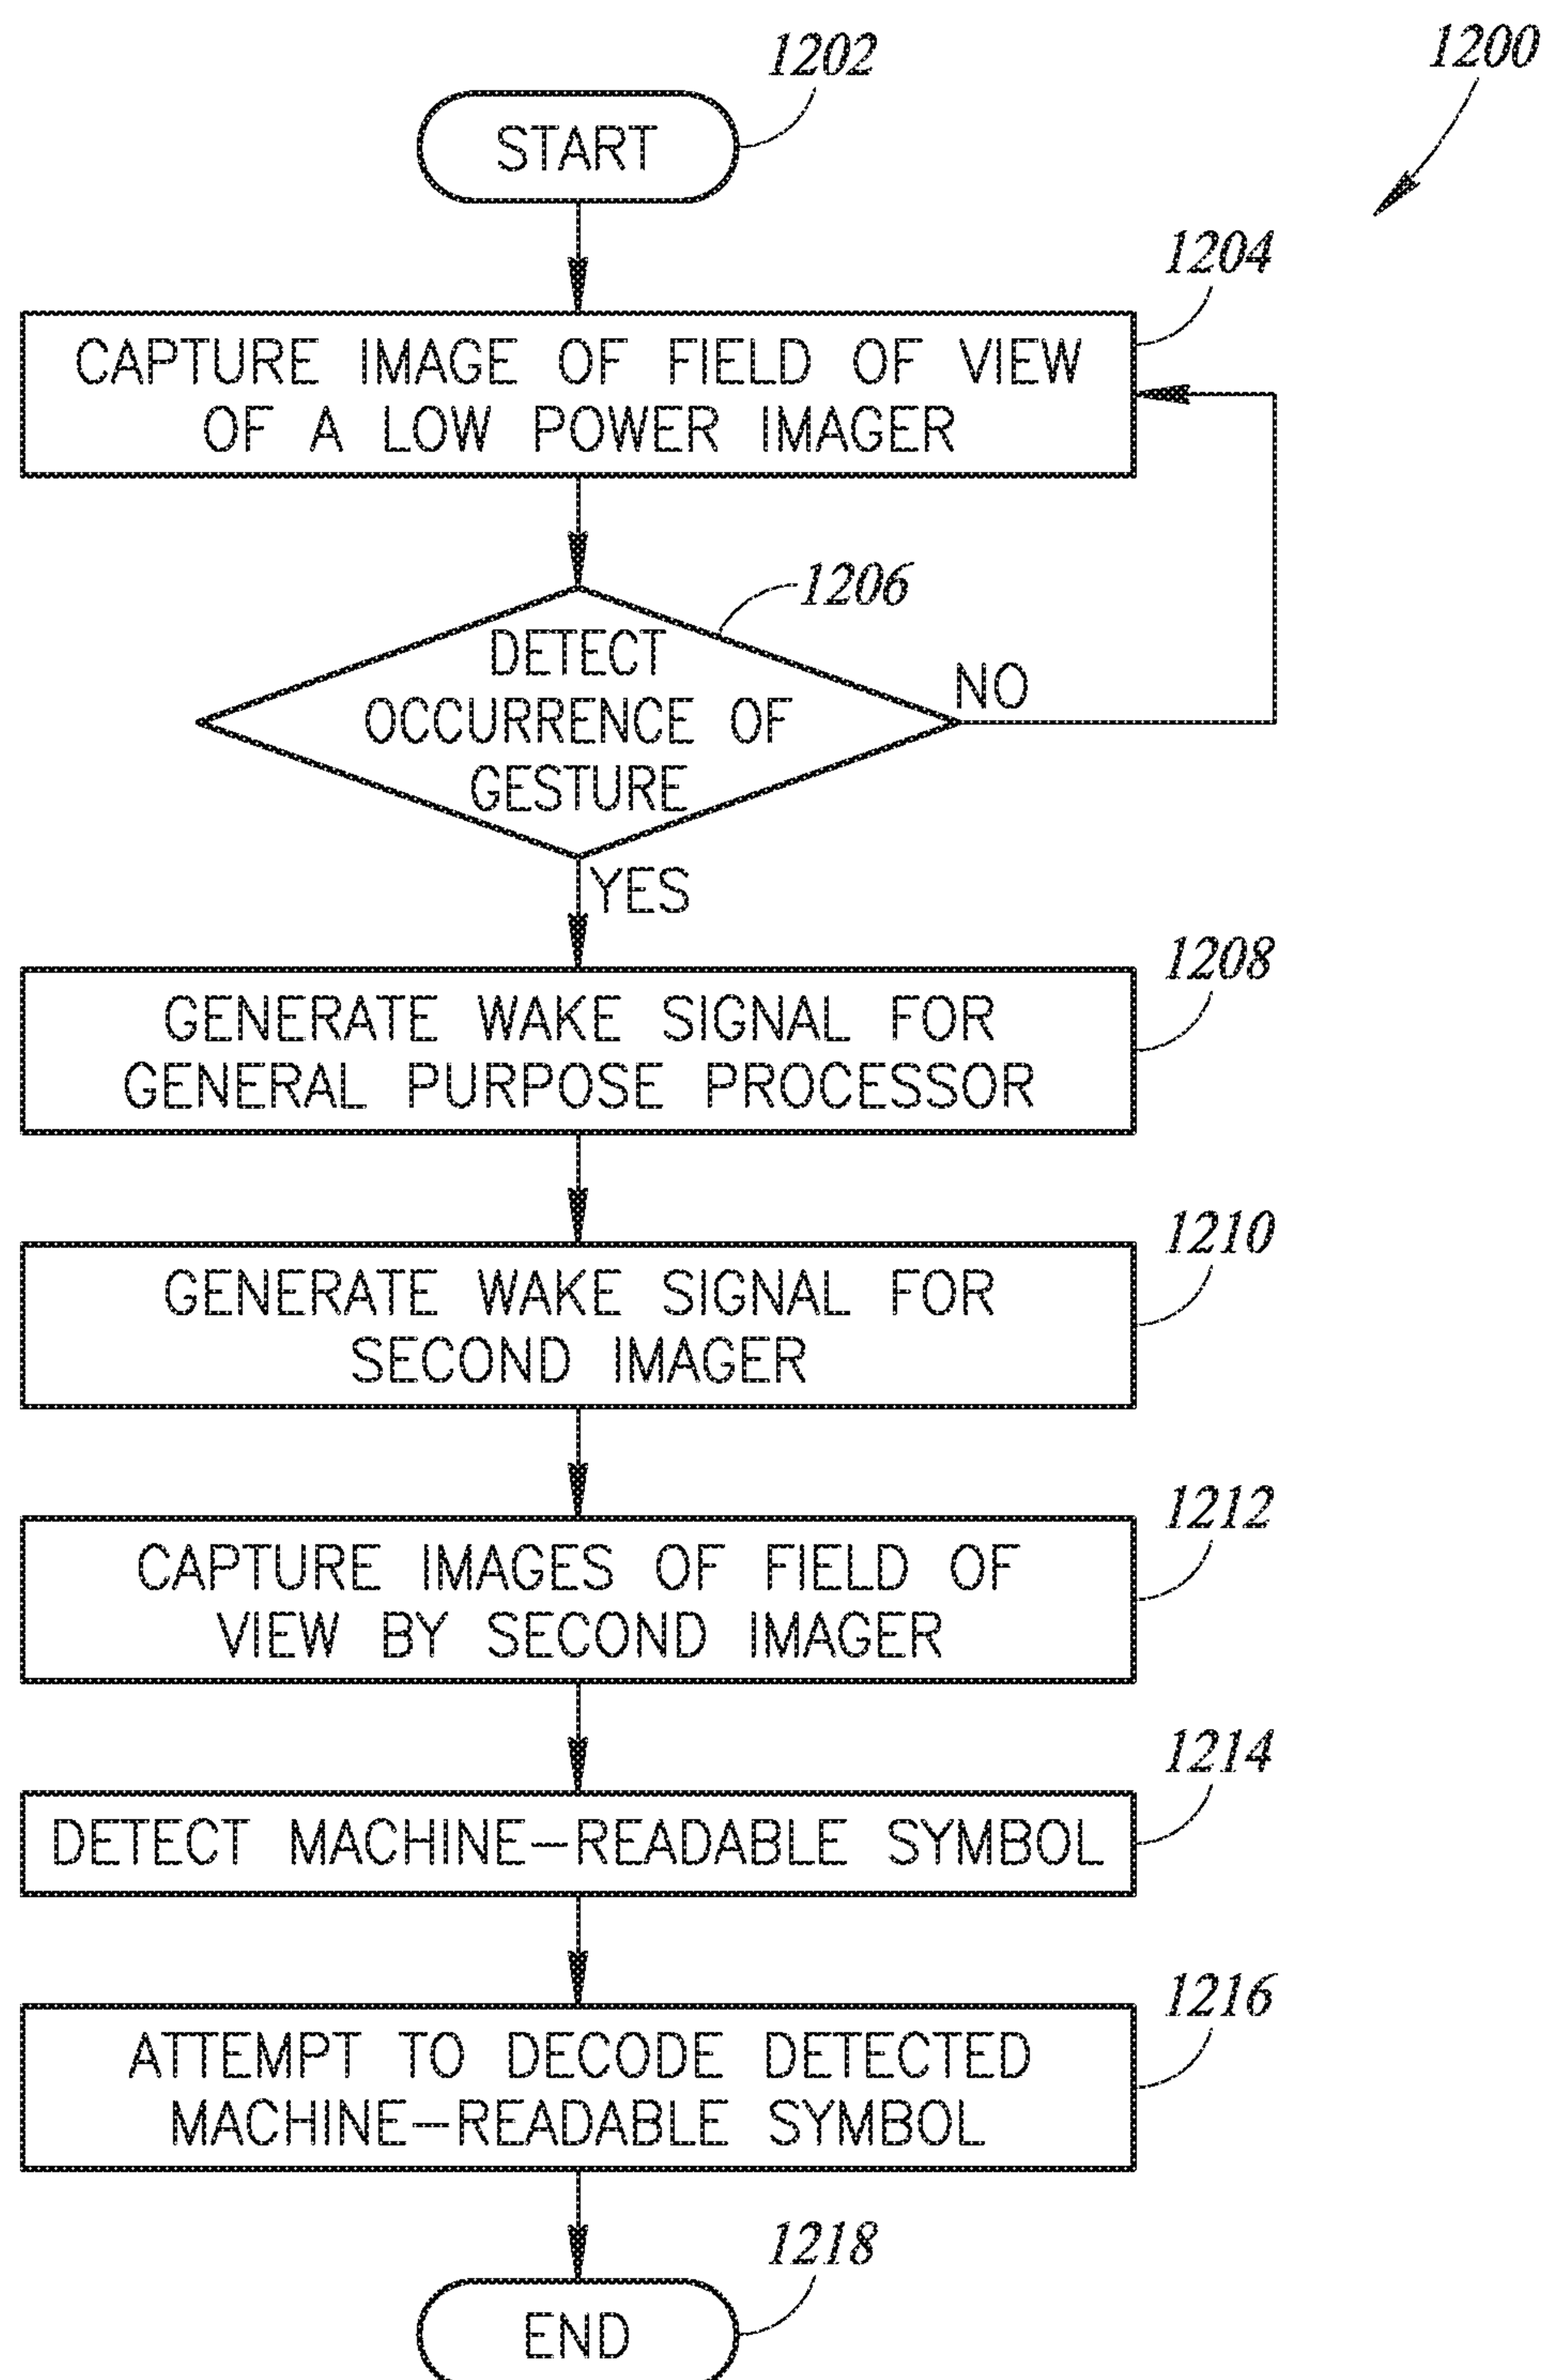 1202
1200
START
1204
CAPTURE IMAGE OF FIELD OF VIEW
OF A LOW POWER IMAGER
1206
DETECT
OCCURRENCE OF
GESTURE
NO
YES
1208
GENERATE WAKE SIGNAL FOR
GENERAL PURPOSE PROCESSOR
1210
GENERATE WAKE SIGNAL FOR
SECOND IMAGER
1212
CAPTURE IMAGES OF FIELD OF
VIEW BY SECOND IMAGER
1214
DETECT MACHINE–READABLE SYMBOL
1216
ATTEMPT TO DECODE DETECTED
MACHINE–READABLE SYMBOL
1218
END